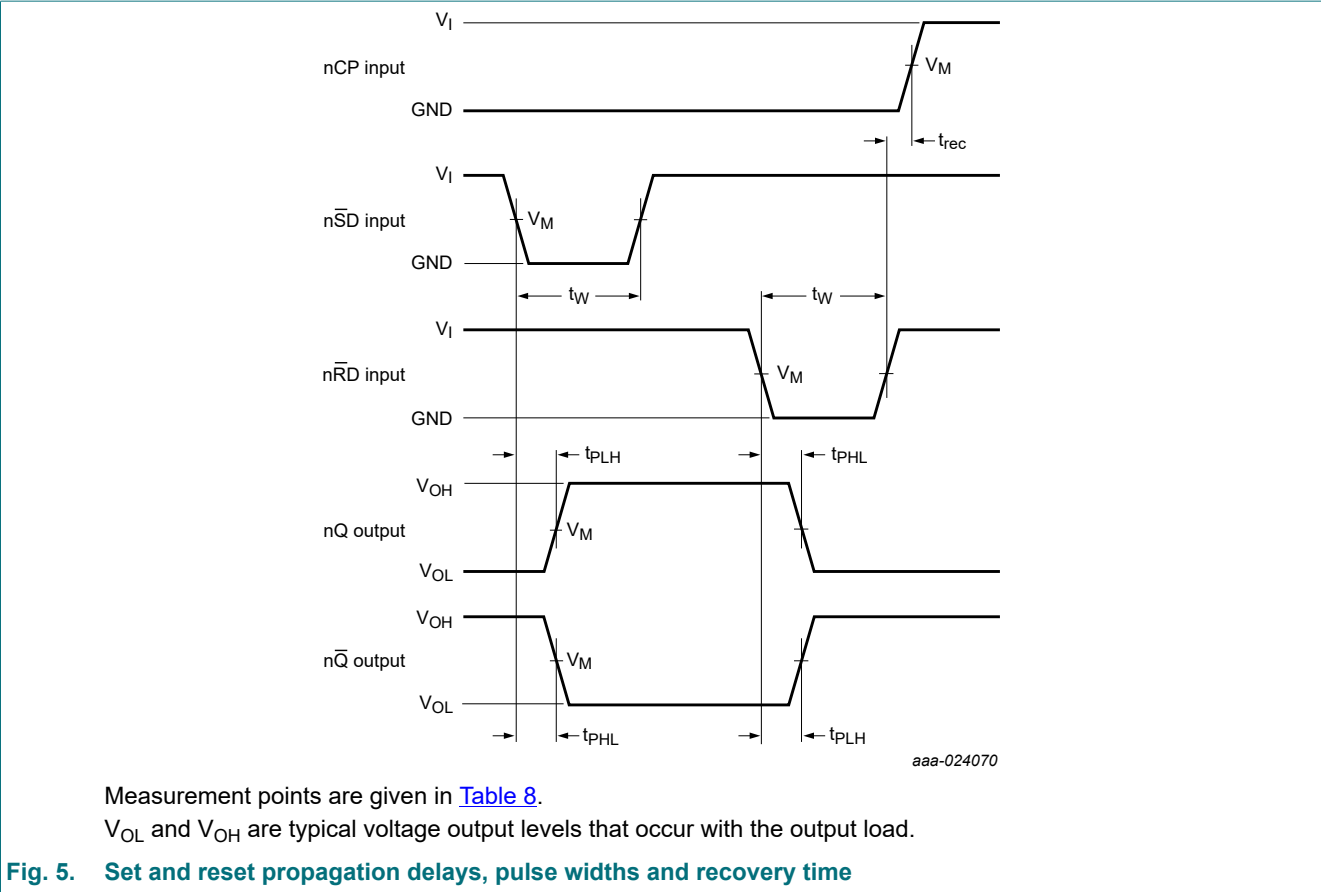 V_I
nCP input
V_M
GND
t_rec
V_I
nS̅D input
V_M
GND
t_W
t_W
V_I
nR̅D input
V_M
GND
t_PLH
t_PHL
V_OH
nQ output
V_M
V_OL
V_OH
nQ̅ output
V_M
V_OL
t_PHL
t_PLH
aaa-024070
Measurement points are given in Table 8.
V_OL and V_OH are typical voltage output levels that occur with the output load.
Fig. 5. Set and reset propagation delays, pulse widths and recovery time